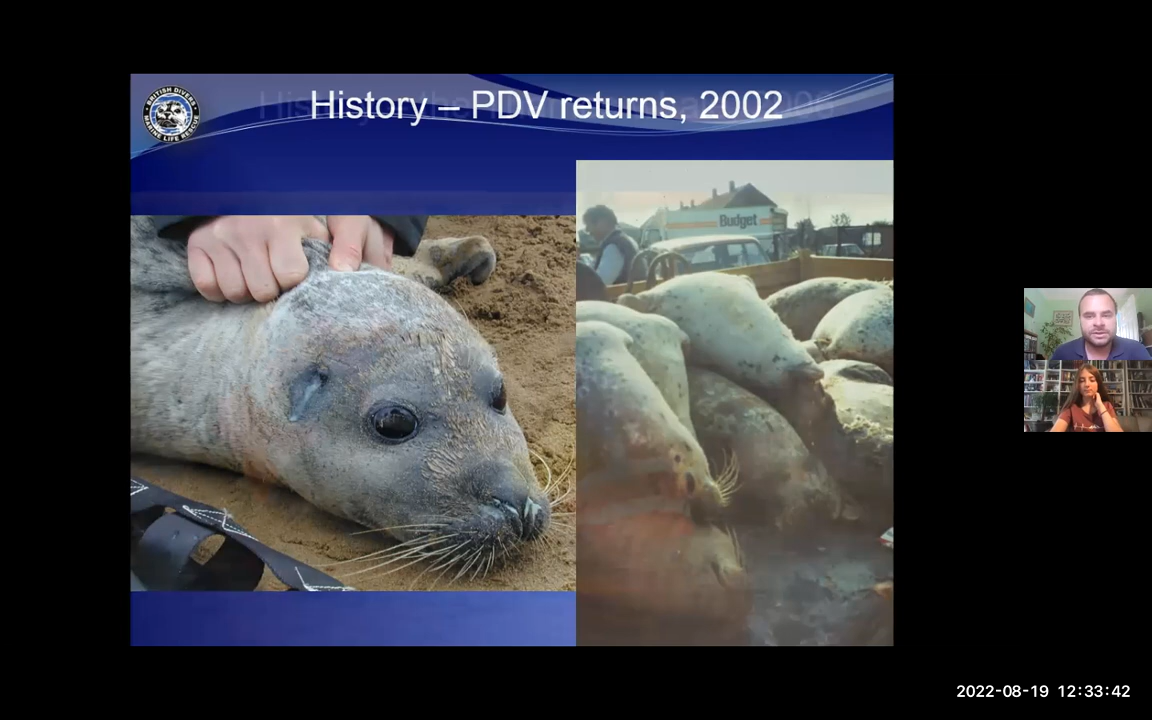 BRITISH DIVERS
MARINE LIFE RESCUE
History – PDV returns, 2002
Budget
2022-08-19 12:33:42